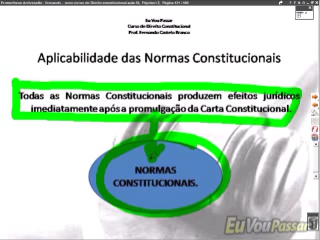 Eu Vou Passar
Curso de Direito Constitucional
Prof. Fernando Castelo Branco
Aplicabilidade das Normas Constitucionais
Todas as Normas Constitucionais produzem efeitos jurídicos
imediatamente após a promulgação da Carta Constitucional.
NORMAS
CONSTITUCIONAIS.
EuVouPassar